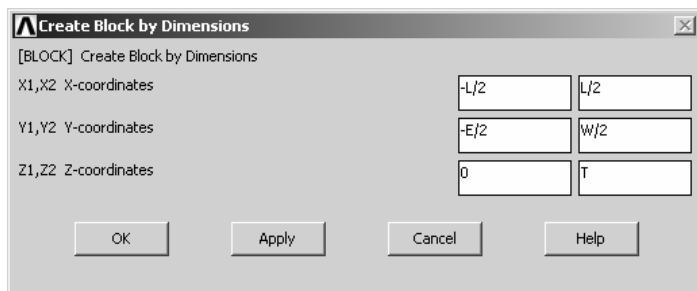 Create Block by Dimensions
[BLOCK] Create Block by Dimensions
X1,X2 X-coordinates -L/2 L/2
Y1,Y2 Y-coordinates -E/2 W/2
Z1,Z2 Z-coordinates 0 T
OK Apply Cancel Help